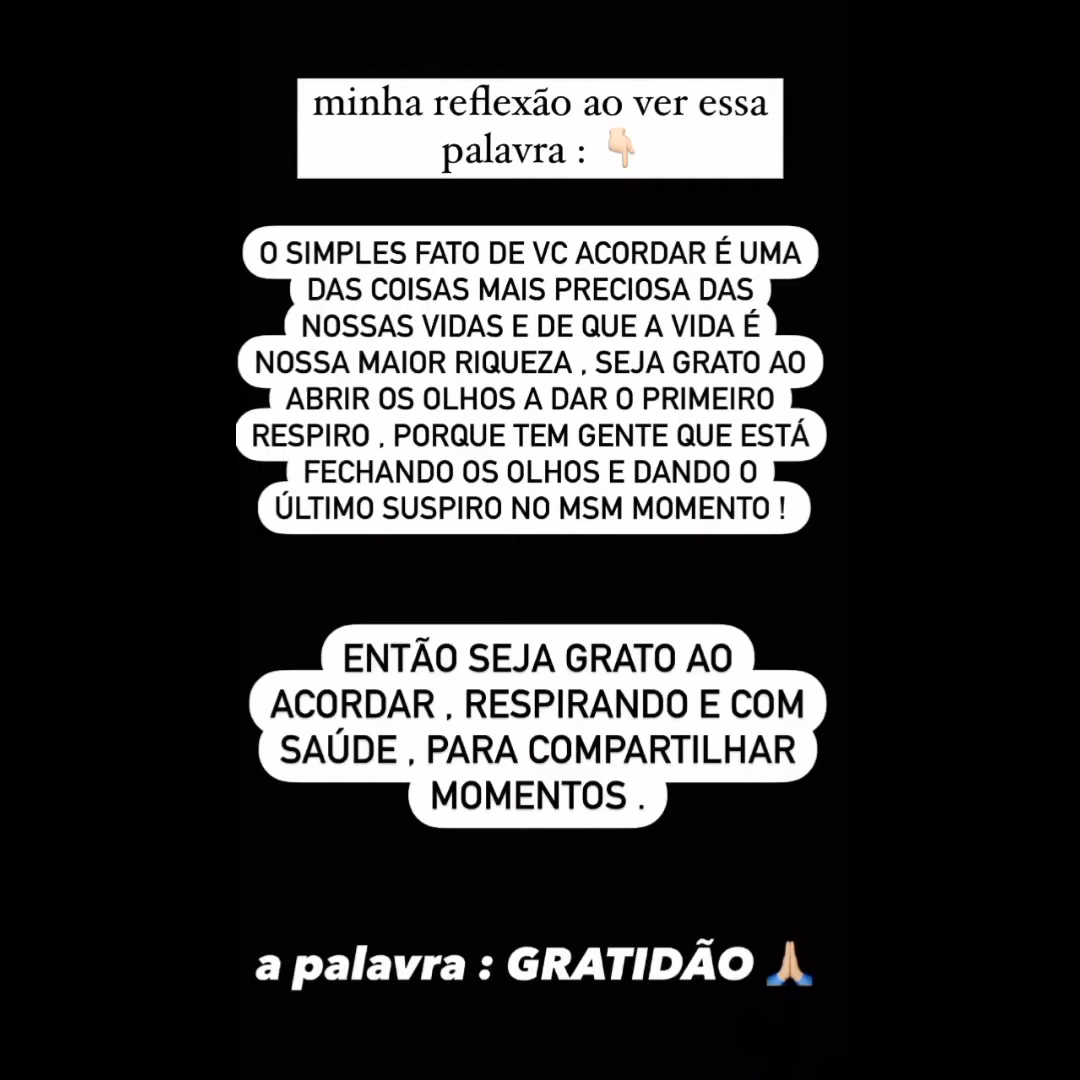 minha reflexão ao ver essa
palavra : 👇🏻
O SIMPLES FATO DE VC ACORDAR É UMA
DAS COISAS MAIS PRECIOSA DAS
NOSSAS VIDAS E DE QUE A VIDA É
NOSSA MAIOR RIQUEZA , SEJA GRATO AO
ABRIR OS OLHOS A DAR O PRIMEIRO
RESPIRO , PORQUE TEM GENTE QUE ESTÁ
FECHANDO OS OLHOS E DANDO O
ÚLTIMO SUSPIRO NO MSM MOMENTO !
ENTÃO SEJA GRATO AO
ACORDAR , RESPIRANDO E COM
SAÚDE , PARA COMPARTILHAR
MOMENTOS .
a palavra : GRATIDÃO 🙏🏼